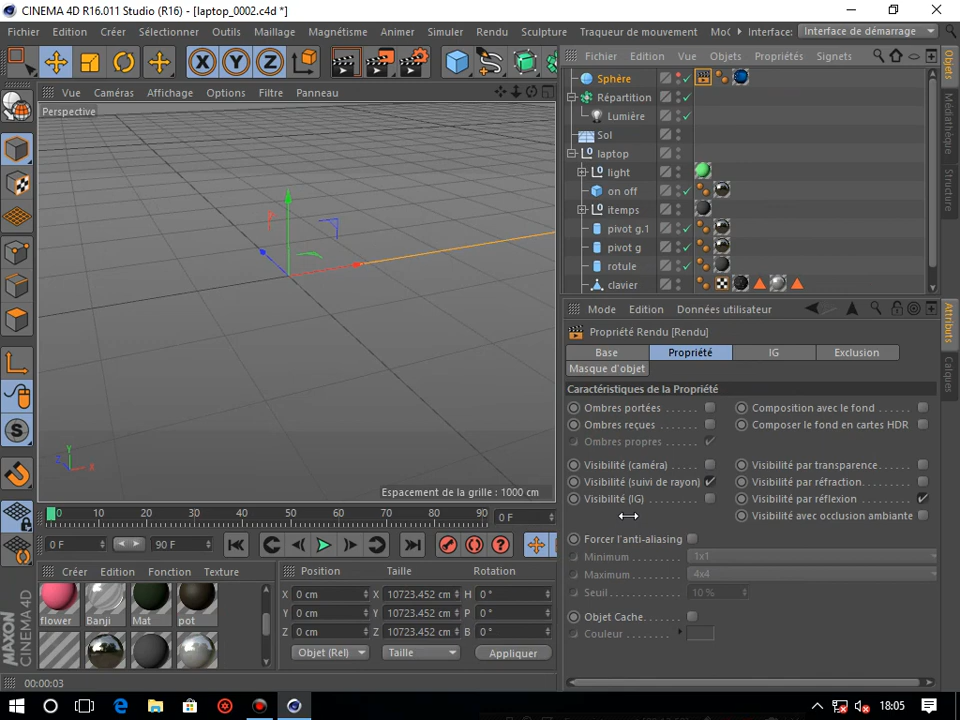 CINEMA 4D R16.011 Studio (R16) - [laptop_0002.c4d *]
Fichier Edition Créer Sélectionner Outils Maillage Magnétisme Animer Simuler Rendu Sculpture Traqueur de mouvement Interface: Interface de démarrage
X Y Z
Fichier Edition Vue Objets Propriétés Signets
Vue Caméras Affichage Options Filtre Panneau
Perspective
Sphère
Répartition
Lumière
Sol
laptop
light
on off
itemps
pivot g.1
pivot g
rotule
clavier
Objets
Médiathèque
Structure
Y
Z
X
Espacement de la grille : 1000 cm
Mode Edition Données utilisateur
Propriété Rendu [Rendu]
Base Propriété IG Exclusion
Masque d'objet
Attributs
Calques
Caractéristiques de la Propriété
Ombres portées Composition avec le fond
Ombres reçues Composer le fond en cartes HDR
Ombres propres
Visibilité (caméra) Visibilité par transparence
Visibilité (suivi de rayon) Visibilité par réfraction
Visibilité (IG) Visibilité par réflexion
Visibilité avec occlusion ambiante
Forcer l'anti-aliasing
Minimum 1x1
Maximum 4x4
Seuil 10 %
Objet Cache
Couleur
0 10 20 30 40 50 60 70 80 90 0 F
0 F 90 F
Créer Edition Fonction Texture
flower Banji Mat pot
Position Taille Rotation
X 0 cm X 10723.452 cm H 0 °
Y 0 cm Y 10723.452 cm P 0 °
Z 0 cm Z 10723.452 cm B 0 °
Objet (Rel) Taille Appliquer
MAXON CINEMA 4D
00:00:03
18:05